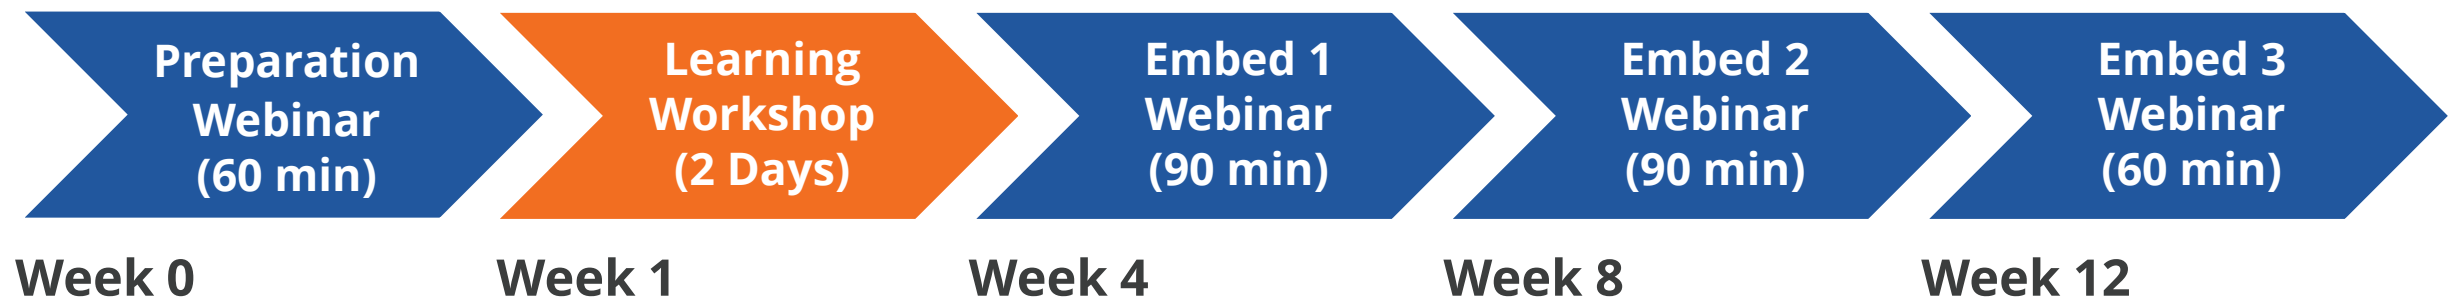 Preparation
Webinar
(60 min)
Learning
Workshop
(2 Days)
Embed 1
Webinar
(90 min)
Embed 2
Webinar
(90 min)
Embed 3
Webinar
(60 min)
Week 0
Week 1
Week 4
Week 8
Week 12